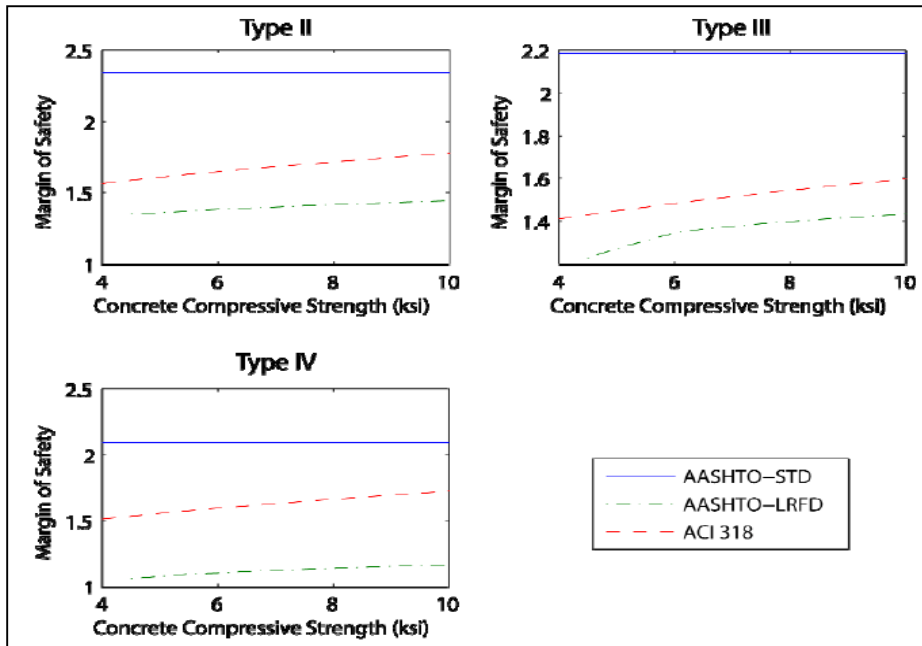 Type II
2.5
2
1.5
1
Margin of Safety
4 6 8 10
Concrete Compressive Strength (ksi)
Type III
2.2
2
1.8
1.6
1.4
Margin of Safety
4 6 8 10
Concrete Compressive Strength (ksi)
Type IV
2.5
2
1.5
1
Margin of Safety
4 6 8 10
Concrete Compressive Strength (ksi)
AASHTO–STD
AASHTO–LRFD
ACI 318